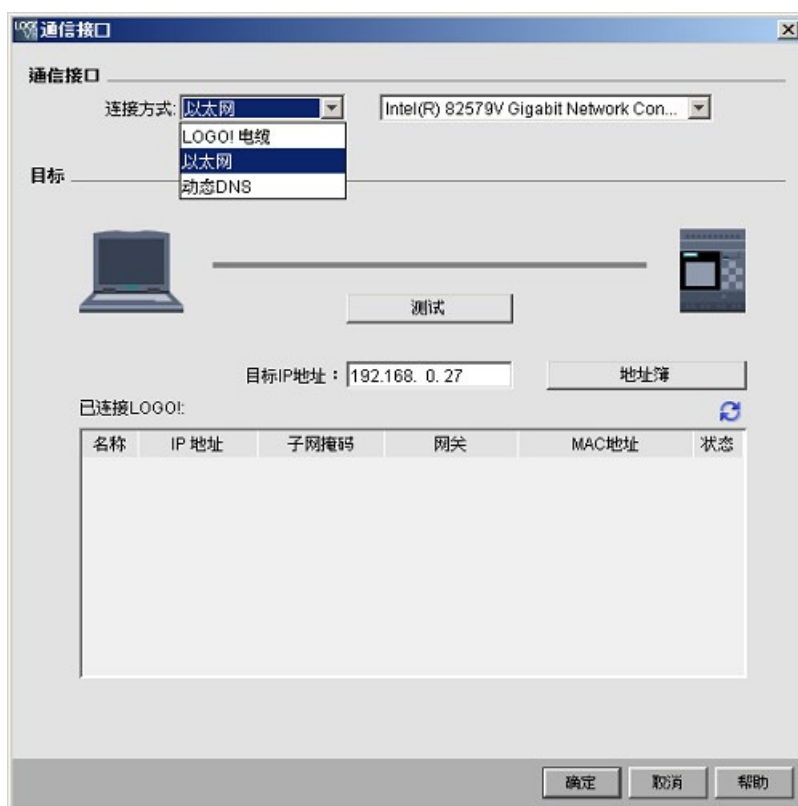 通信接口
通信接口
连接方式: 以太网 Intel(R) 82579V Gigabit Network Con...
LOGO! 电缆
以太网
动态DNS
目标
测试
目标IP地址： 192.168. 0. 27 地址簿
已连接LOGO!:
名称 IP 地址 子网掩码 网关 MAC地址 状态
确定 取消 帮助